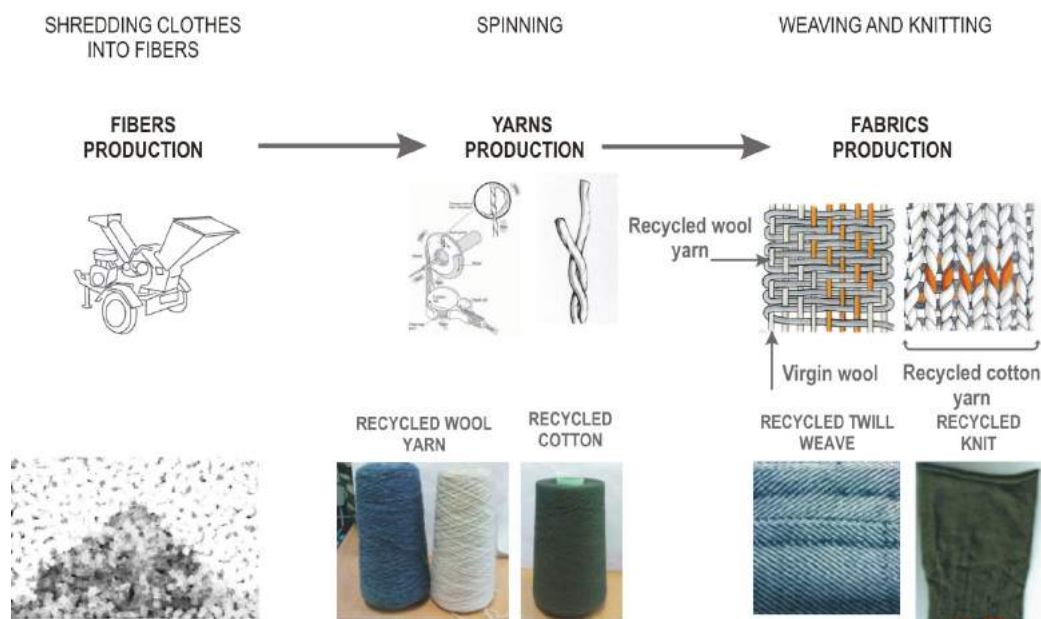 SHREDDING CLOTHES
INTO FIBERS
SPINNING
WEAVING AND KNITTING
FIBERS
PRODUCTION
YARNS
PRODUCTION
FABRICS
PRODUCTION
Recycled wool
yarn
Virgin wool
Recycled cotton
yarn
RECYCLED WOOL
YARN
RECYCLED
COTTON
RECYCLED TWILL
WEAVE
RECYCLED
KNIT